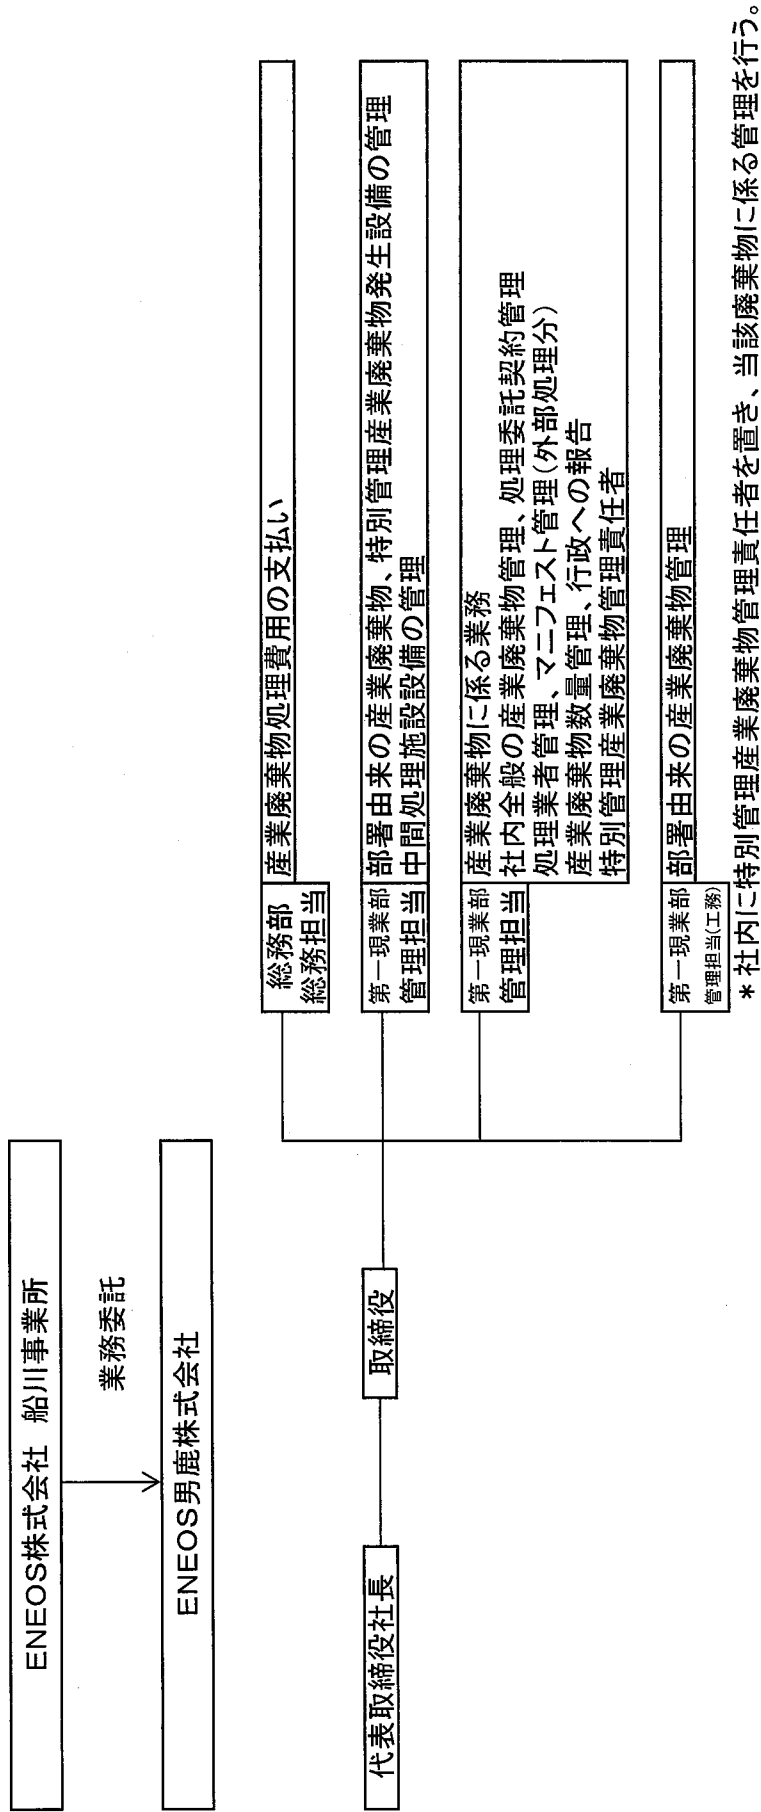 ENEOS株式会社 船川事業所
業務委託
ENEOS男鹿株式会社
代表取締役社長
取締役
総務部
総務担当
産業廃棄物処理費用の支払い
第一現業部
管理担当
部署由来の産業廃棄物、特別管理産業廃棄物発生設備の管理
中間処理施設設備の管理
第一現業部
管理担当
産業廃棄物に係る業務
社内全般の産業廃棄物管理、処理委託契約管理
処理業者管理、マニフェスト管理(外部処理分)
産業廃棄物数量管理、行政への報告
特別管理産業廃棄物管理責任者
第一現業部
管理担当(工務)
部署由来の産業廃棄物管理
*社内に特別管理産業廃棄物管理責任者を置き、当該廃棄物に係る管理を行う。